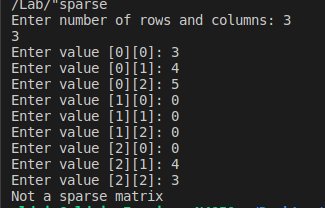 /Lab/"sparse
Enter number of rows and columns: 3
3
Enter value [0][0]: 3
Enter value [0][1]: 4
Enter value [0][2]: 5
Enter value [1][0]: 0
Enter value [1][1]: 0
Enter value [1][2]: 0
Enter value [2][0]: 0
Enter value [2][1]: 4
Enter value [2][2]: 3
Not a sparse matrix